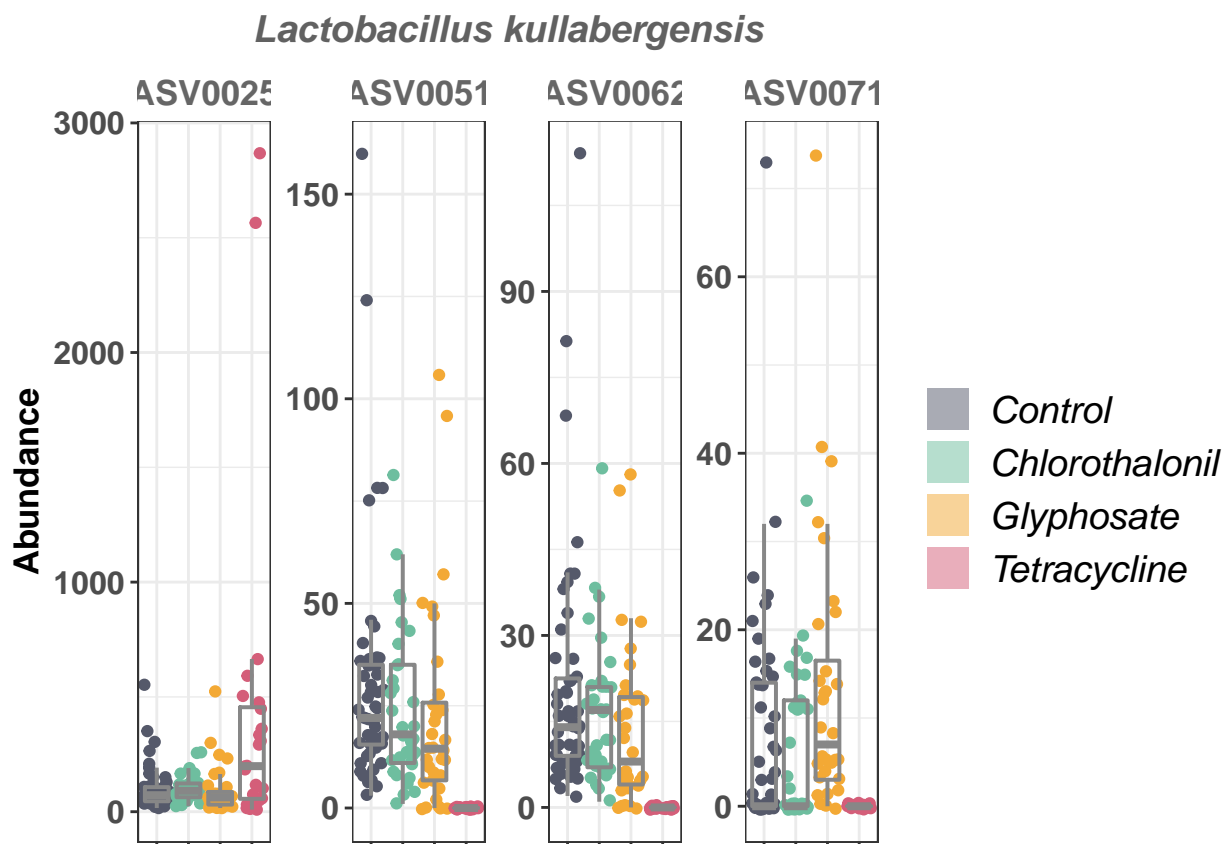 Lactobacillus kullabergensis
ASV0025 ASV0051 ASV0062 ASV0071
Abundance
3000
2000
1000
0
150
100
50
0
90
60
30
0
60
40
20
0
Control
Chlorothalonil
Glyphosate
Tetracycline